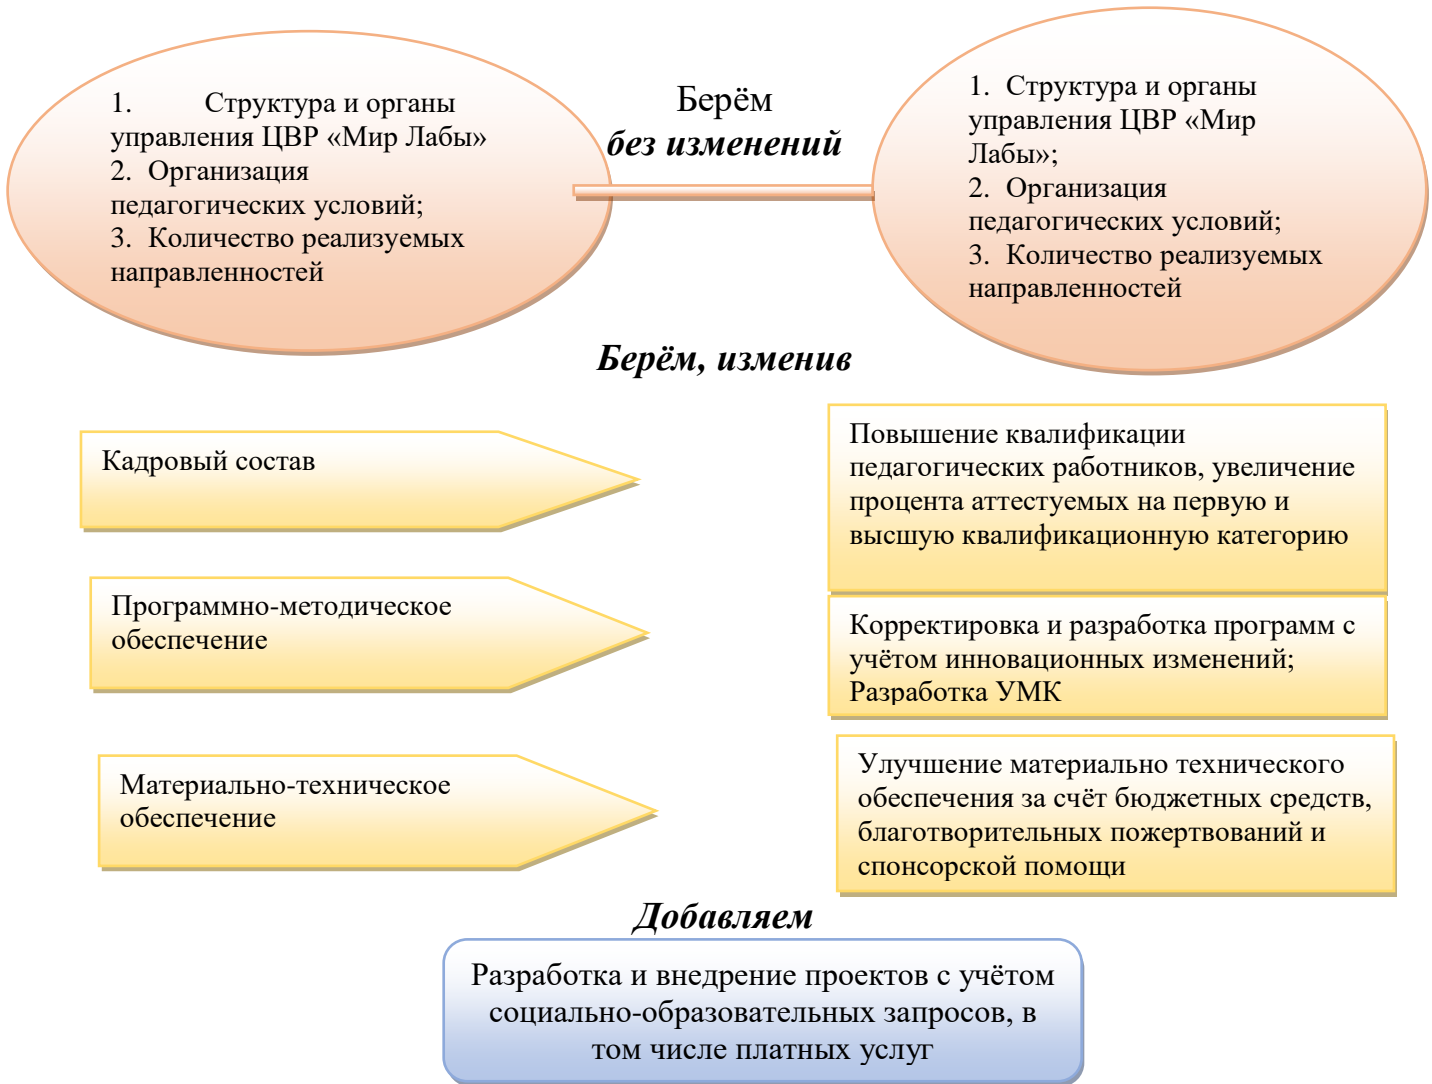 1. Структура и органы
управления ЦВР «Мир Лабы»
2. Организация
педагогических условий;
3. Количество реализуемых
направленностей
Берём
без изменений
1. Структура и органы
управления ЦВР «Мир
Лабы»;
2. Организация
педагогических условий;
3. Количество реализуемых
направленностей
Берём, изменив
Кадровый состав
Повышение квалификации
педагогических работников, увеличение
процента аттестуемых на первую и
высшую квалификационную категорию
Программно-методическое
обеспечение
Корректировка и разработка программ с
учётом инновационных изменений;
Разработка УМК
Материально-техническое
обеспечение
Улучшение материально технического
обеспечения за счёт бюджетных средств,
благотворительных пожертвований и
спонсорской помощи
Добавляем
Разработка и внедрение проектов с учётом
социально-образовательных запросов, в
том числе платных услуг